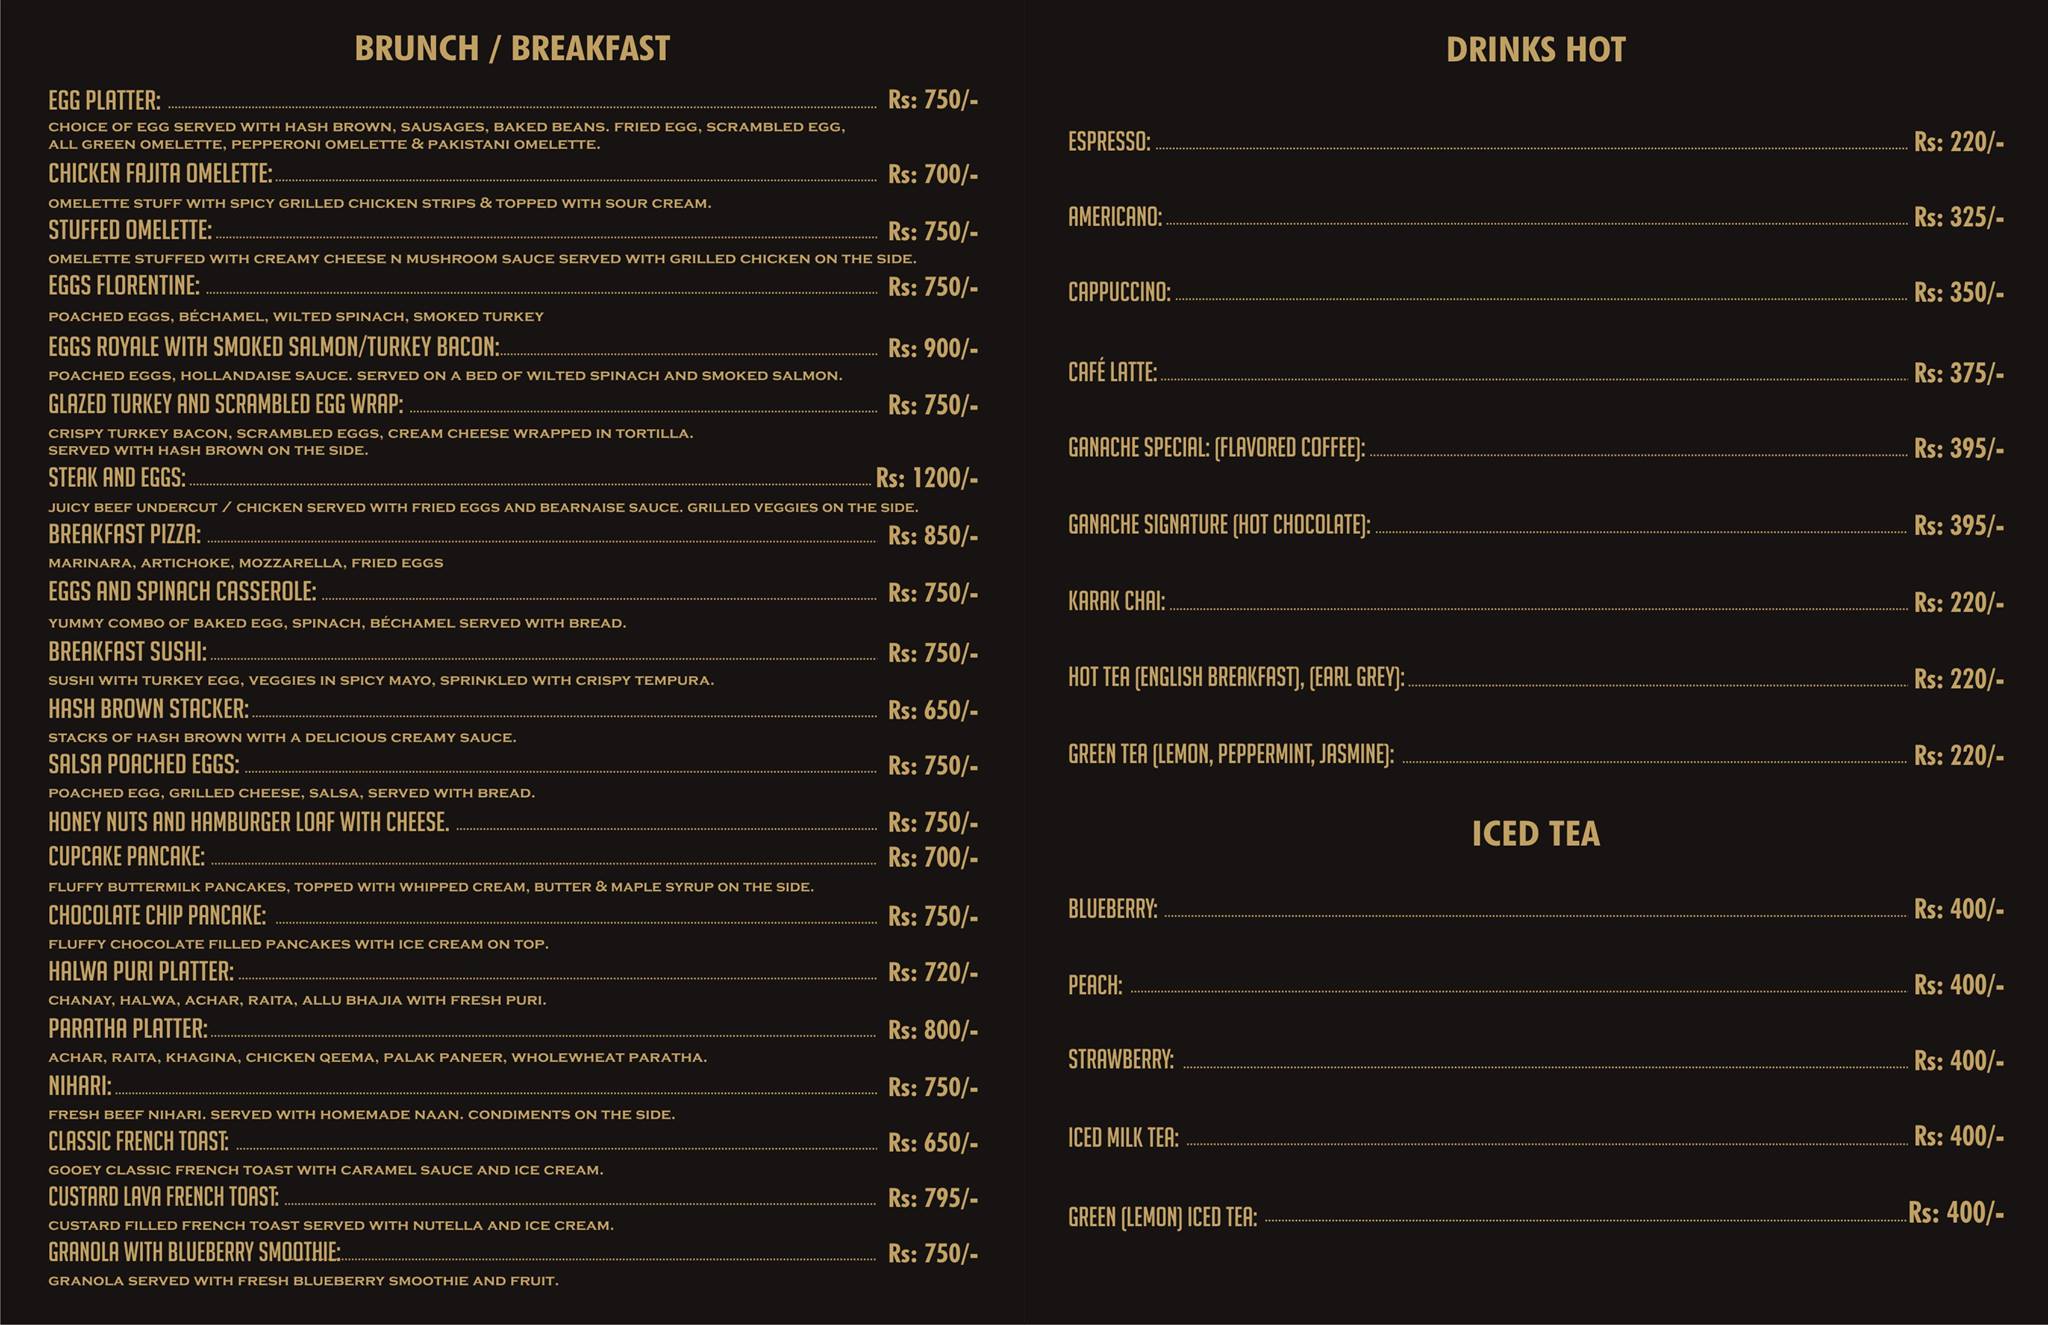 BRUNCH / BREAKFAST
EGG PLATTER: Rs: 750/-
CHOICE OF EGG SERVED WITH HASH BROWN, SAUSAGES, BAKED BEANS. FRIED EGG, SCRAMBLED EGG,
ALL GREEN OMELETTE, PEPPERONI OMELETTE & PAKISTANI OMELETTE.
CHICKEN FAJITA OMELETTE: Rs: 700/-
OMELETTE STUFF WITH SPICY GRILLED CHICKEN STRIPS & TOPPED WITH SOUR CREAM.
STUFFED OMELETTE: Rs: 750/-
OMELETTE STUFFED WITH CREAMY CHEESE N MUSHROOM SAUCE SERVED WITH GRILLED CHICKEN ON THE SIDE.
EGGS FLORENTINE: Rs: 750/-
POACHED EGGS, BÉCHAMEL, WILTED SPINACH, SMOKED TURKEY
EGGS ROYALE WITH SMOKED SALMON/TURKEY BACON: Rs: 900/-
POACHED EGGS, HOLLANDAISE SAUCE. SERVED ON A BED OF WILTED SPINACH AND SMOKED SALMON.
GLAZED TURKEY AND SCRAMBLED EGG WRAP: Rs: 750/-
CRISPY TURKEY BACON, SCRAMBLED EGGS, CREAM CHEESE WRAPPED IN TORTILLA.
SERVED WITH HASH BROWN ON THE SIDE.
STEAK AND EGGS: Rs: 1200/-
JUICY BEEF UNDERCUT / CHICKEN SERVED WITH FRIED EGGS AND BEARNAISE SAUCE. GRILLED VEGGIES ON THE SIDE.
BREAKFAST PIZZA: Rs: 850/-
MARINARA, ARTICHOKE, MOZZARELLA, FRIED EGGS
EGGS AND SPINACH CASSEROLE: Rs: 750/-
YUMMY COMBO OF BAKED EGG, SPINACH, BÉCHAMEL SERVED WITH BREAD.
BREAKFAST SUSHI: Rs: 750/-
SUSHI WITH TURKEY EGG, VEGGIES IN SPICY MAYO, SPRINKLED WITH CRISPY TEMPURA.
HASH BROWN STACKER: Rs: 650/-
STACKS OF HASH BROWN WITH A DELICIOUS CREAMY SAUCE.
SALSA POACHED EGGS: Rs: 750/-
POACHED EGG, GRILLED CHEESE, SALSA, SERVED WITH BREAD.
HONEY NUTS AND HAMBURGER LOAF WITH CHEESE. Rs: 750/-
CUPCAKE PANCAKE: Rs: 700/-
FLUFFY BUTTERMILK PANCAKES, TOPPED WITH WHIPPED CREAM, BUTTER & MAPLE SYRUP ON THE SIDE.
CHOCOLATE CHIP PANCAKE: Rs: 750/-
FLUFFY CHOCOLATE FILLED PANCAKES WITH ICE CREAM ON TOP.
HALWA PURI PLATTER: Rs: 720/-
CHANAY, HALWA, ACHAR, RAITA, ALLU BHAJIA WITH FRESH PURI.
PARATHA PLATTER: Rs: 800/-
ACHAR, RAITA, KHAGINA, CHICKEN QEEMA, PALAK PANEER, WHOLEWHEAT PARATHA.
NIHARI: Rs: 750/-
FRESH BEEF NIHARI. SERVED WITH HOMEMADE NAAN. CONDIMENTS ON THE SIDE.
CLASSIC FRENCH TOAST: Rs: 650/-
GOOEY CLASSIC FRENCH TOAST WITH CARAMEL SAUCE AND ICE CREAM.
CUSTARD LAVA FRENCH TOAST: Rs: 795/-
CUSTARD FILLED FRENCH TOAST SERVED WITH NUTELLA AND ICE CREAM.
GRANOLA WITH BLUEBERRY SMOOTHIE: Rs: 750/-
GRANOLA SERVED WITH FRESH BLUEBERRY SMOOTHIE AND FRUIT.
DRINKS HOT
ESPRESSO: Rs: 220/-
AMERICANO: Rs: 325/-
CAPPUCCINO: Rs: 350/-
CAFÉ LATTE: Rs: 375/-
GANACHE SPECIAL: (FLAVORED COFFEE): Rs: 395/-
GANACHE SIGNATURE (HOT CHOCOLATE): Rs: 395/-
KARAK CHAI: Rs: 220/-
HOT TEA (ENGLISH BREAKFAST), (EARL GREY): Rs: 220/-
GREEN TEA (LEMON, PEPPERMINT, JASMINE): Rs: 220/-
ICED TEA
BLUEBERRY: Rs: 400/-
PEACH: Rs: 400/-
STRAWBERRY: Rs: 400/-
ICED MILK TEA: Rs: 400/-
GREEN (LEMON) ICED TEA: Rs: 400/-